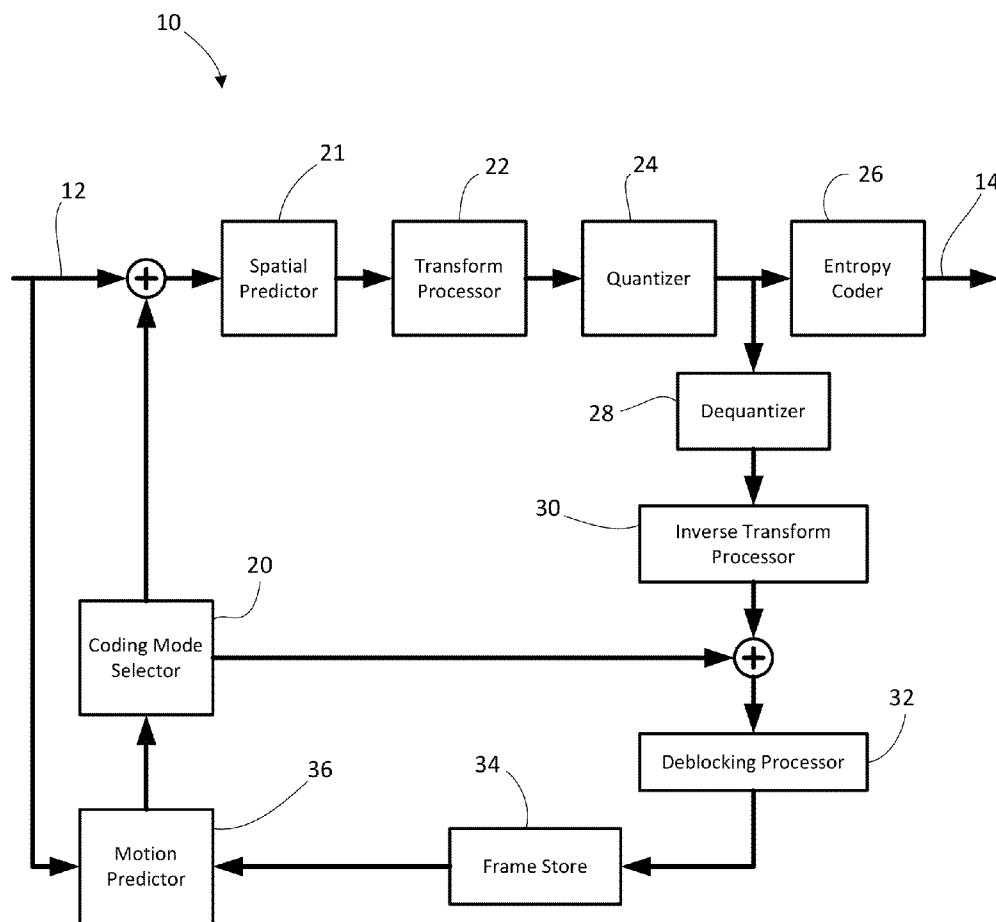 10
21
22
24
26
14
12
Spatial
Predictor
Transform
Processor
Quantizer
Entropy
Coder
28
Dequantizer
30
Inverse Transform
Processor
20
Coding Mode
Selector
32
Deblocking Processor
36
34
Motion
Predictor
Frame Store